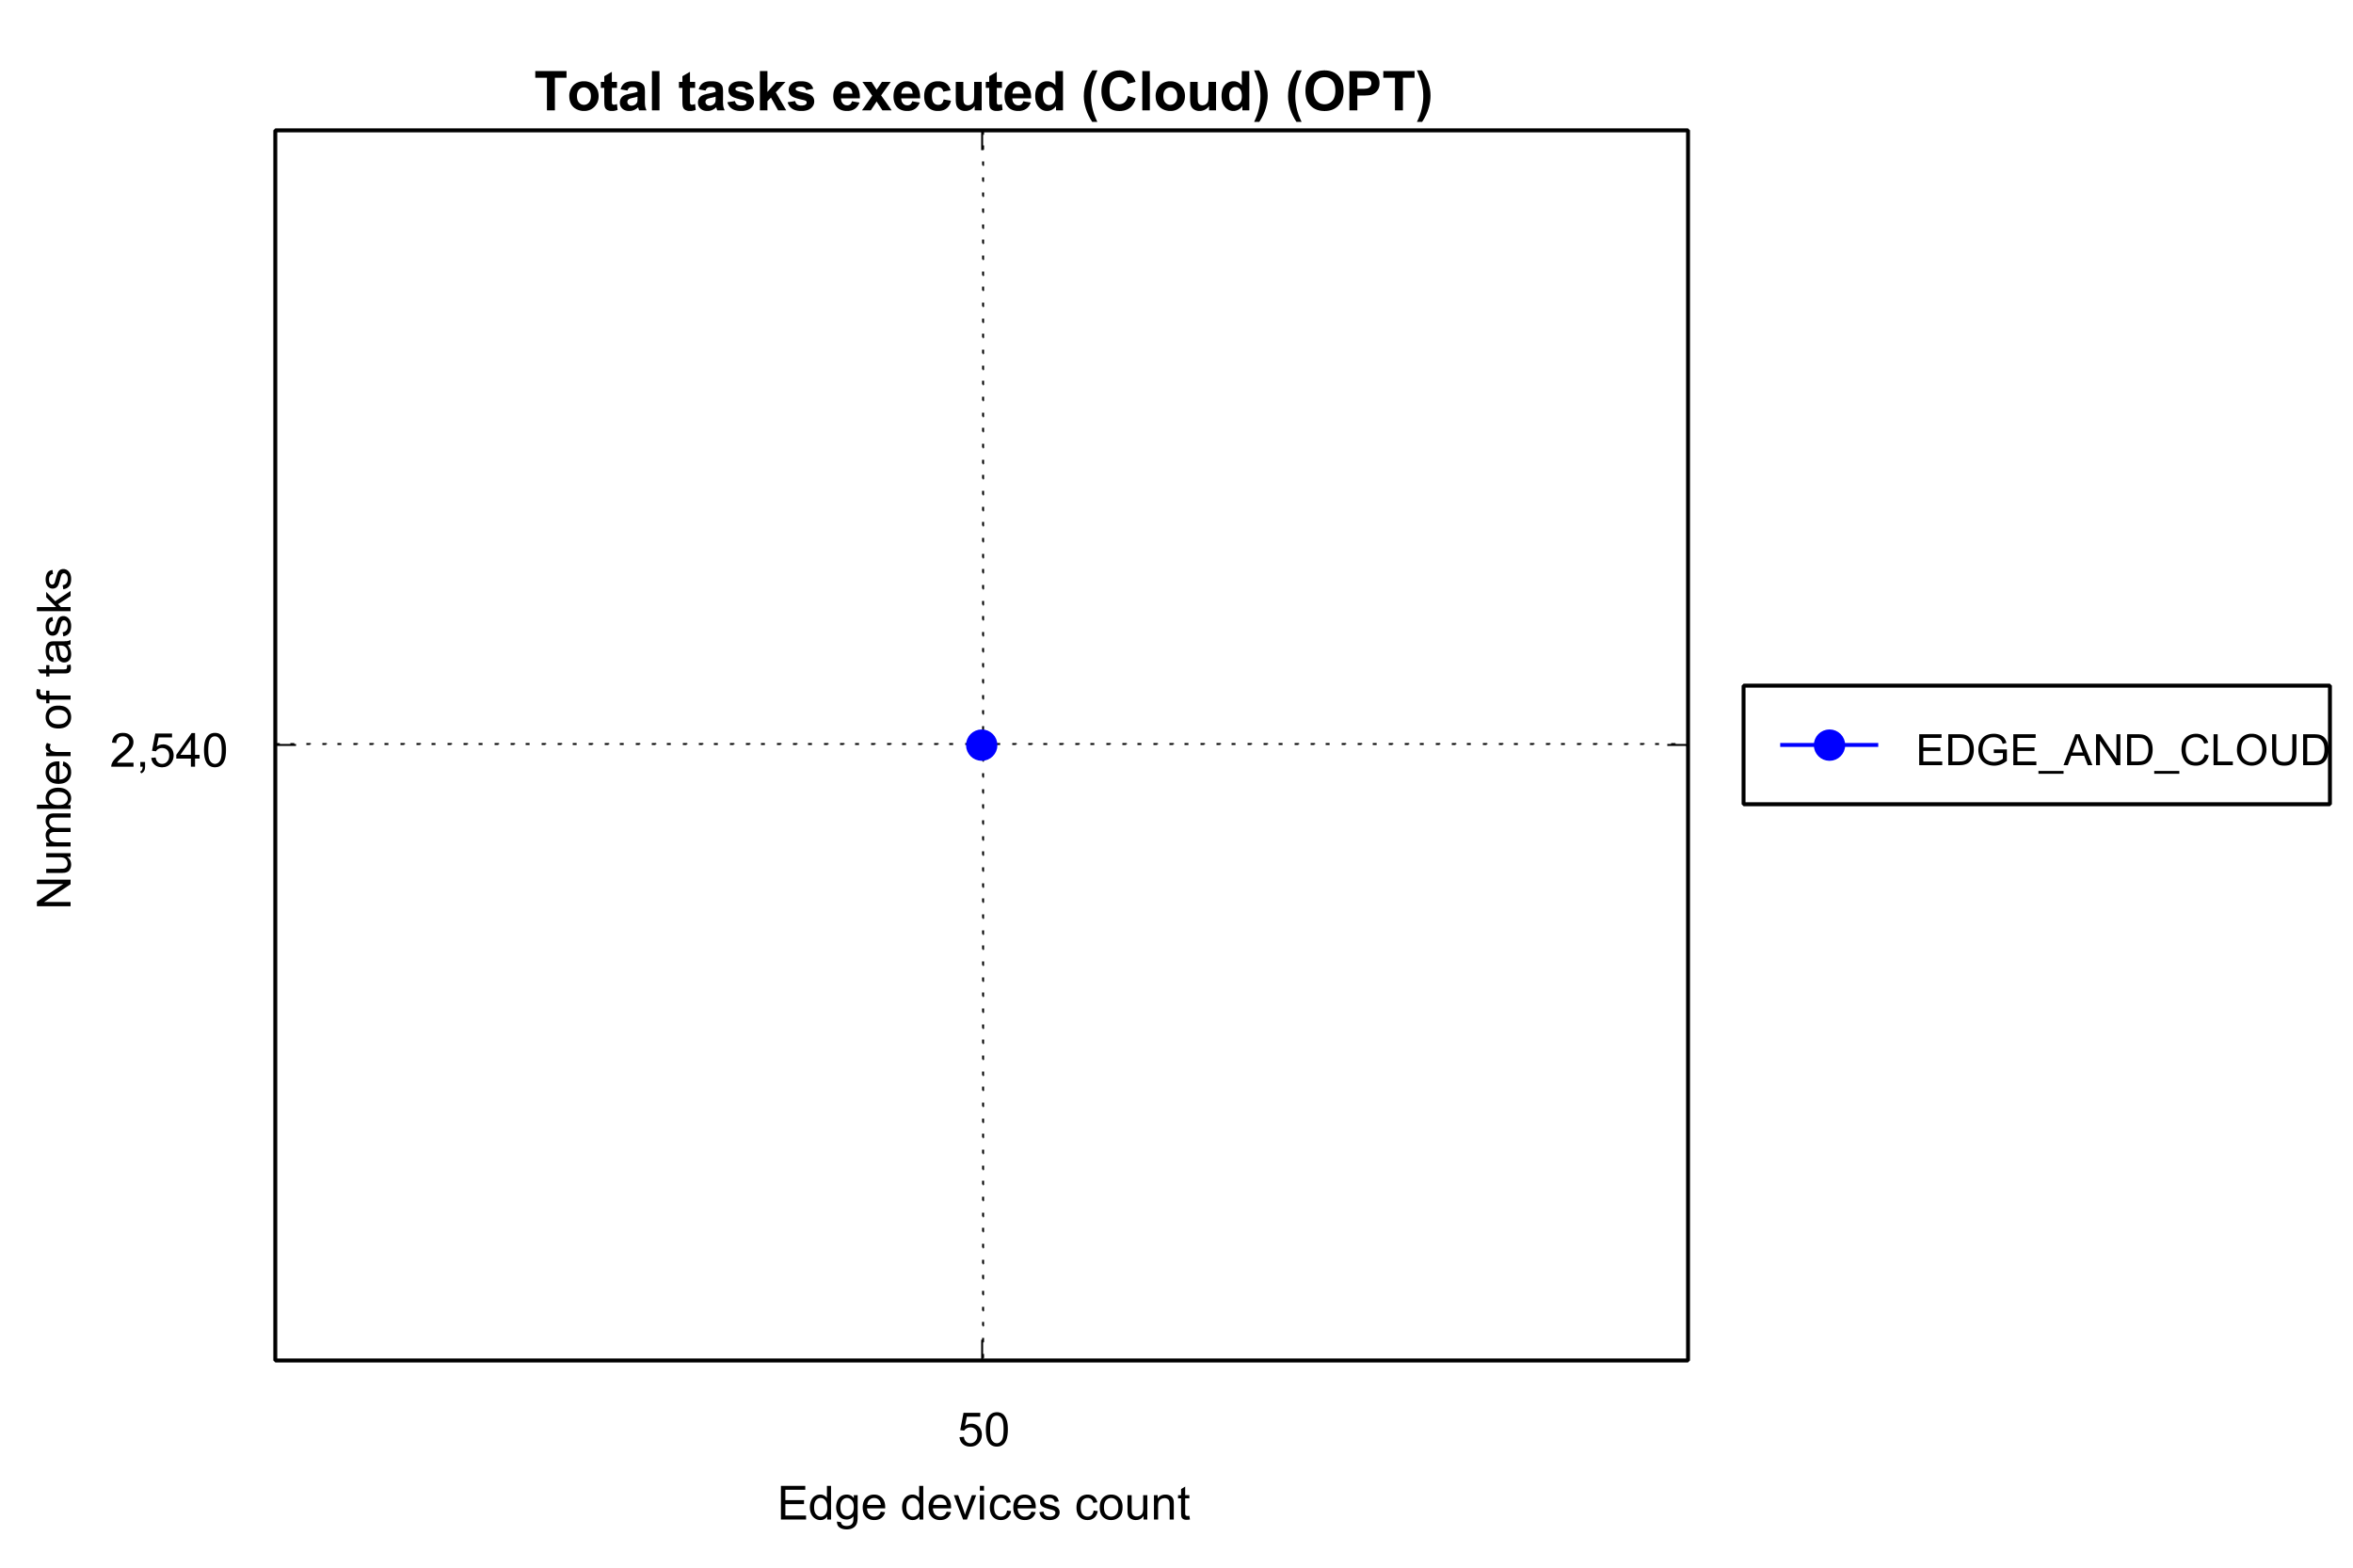 Total tasks executed (Cloud) (OPT)
Number of tasks
2,540
EDGE_AND_CLOUD
50
Edge devices count